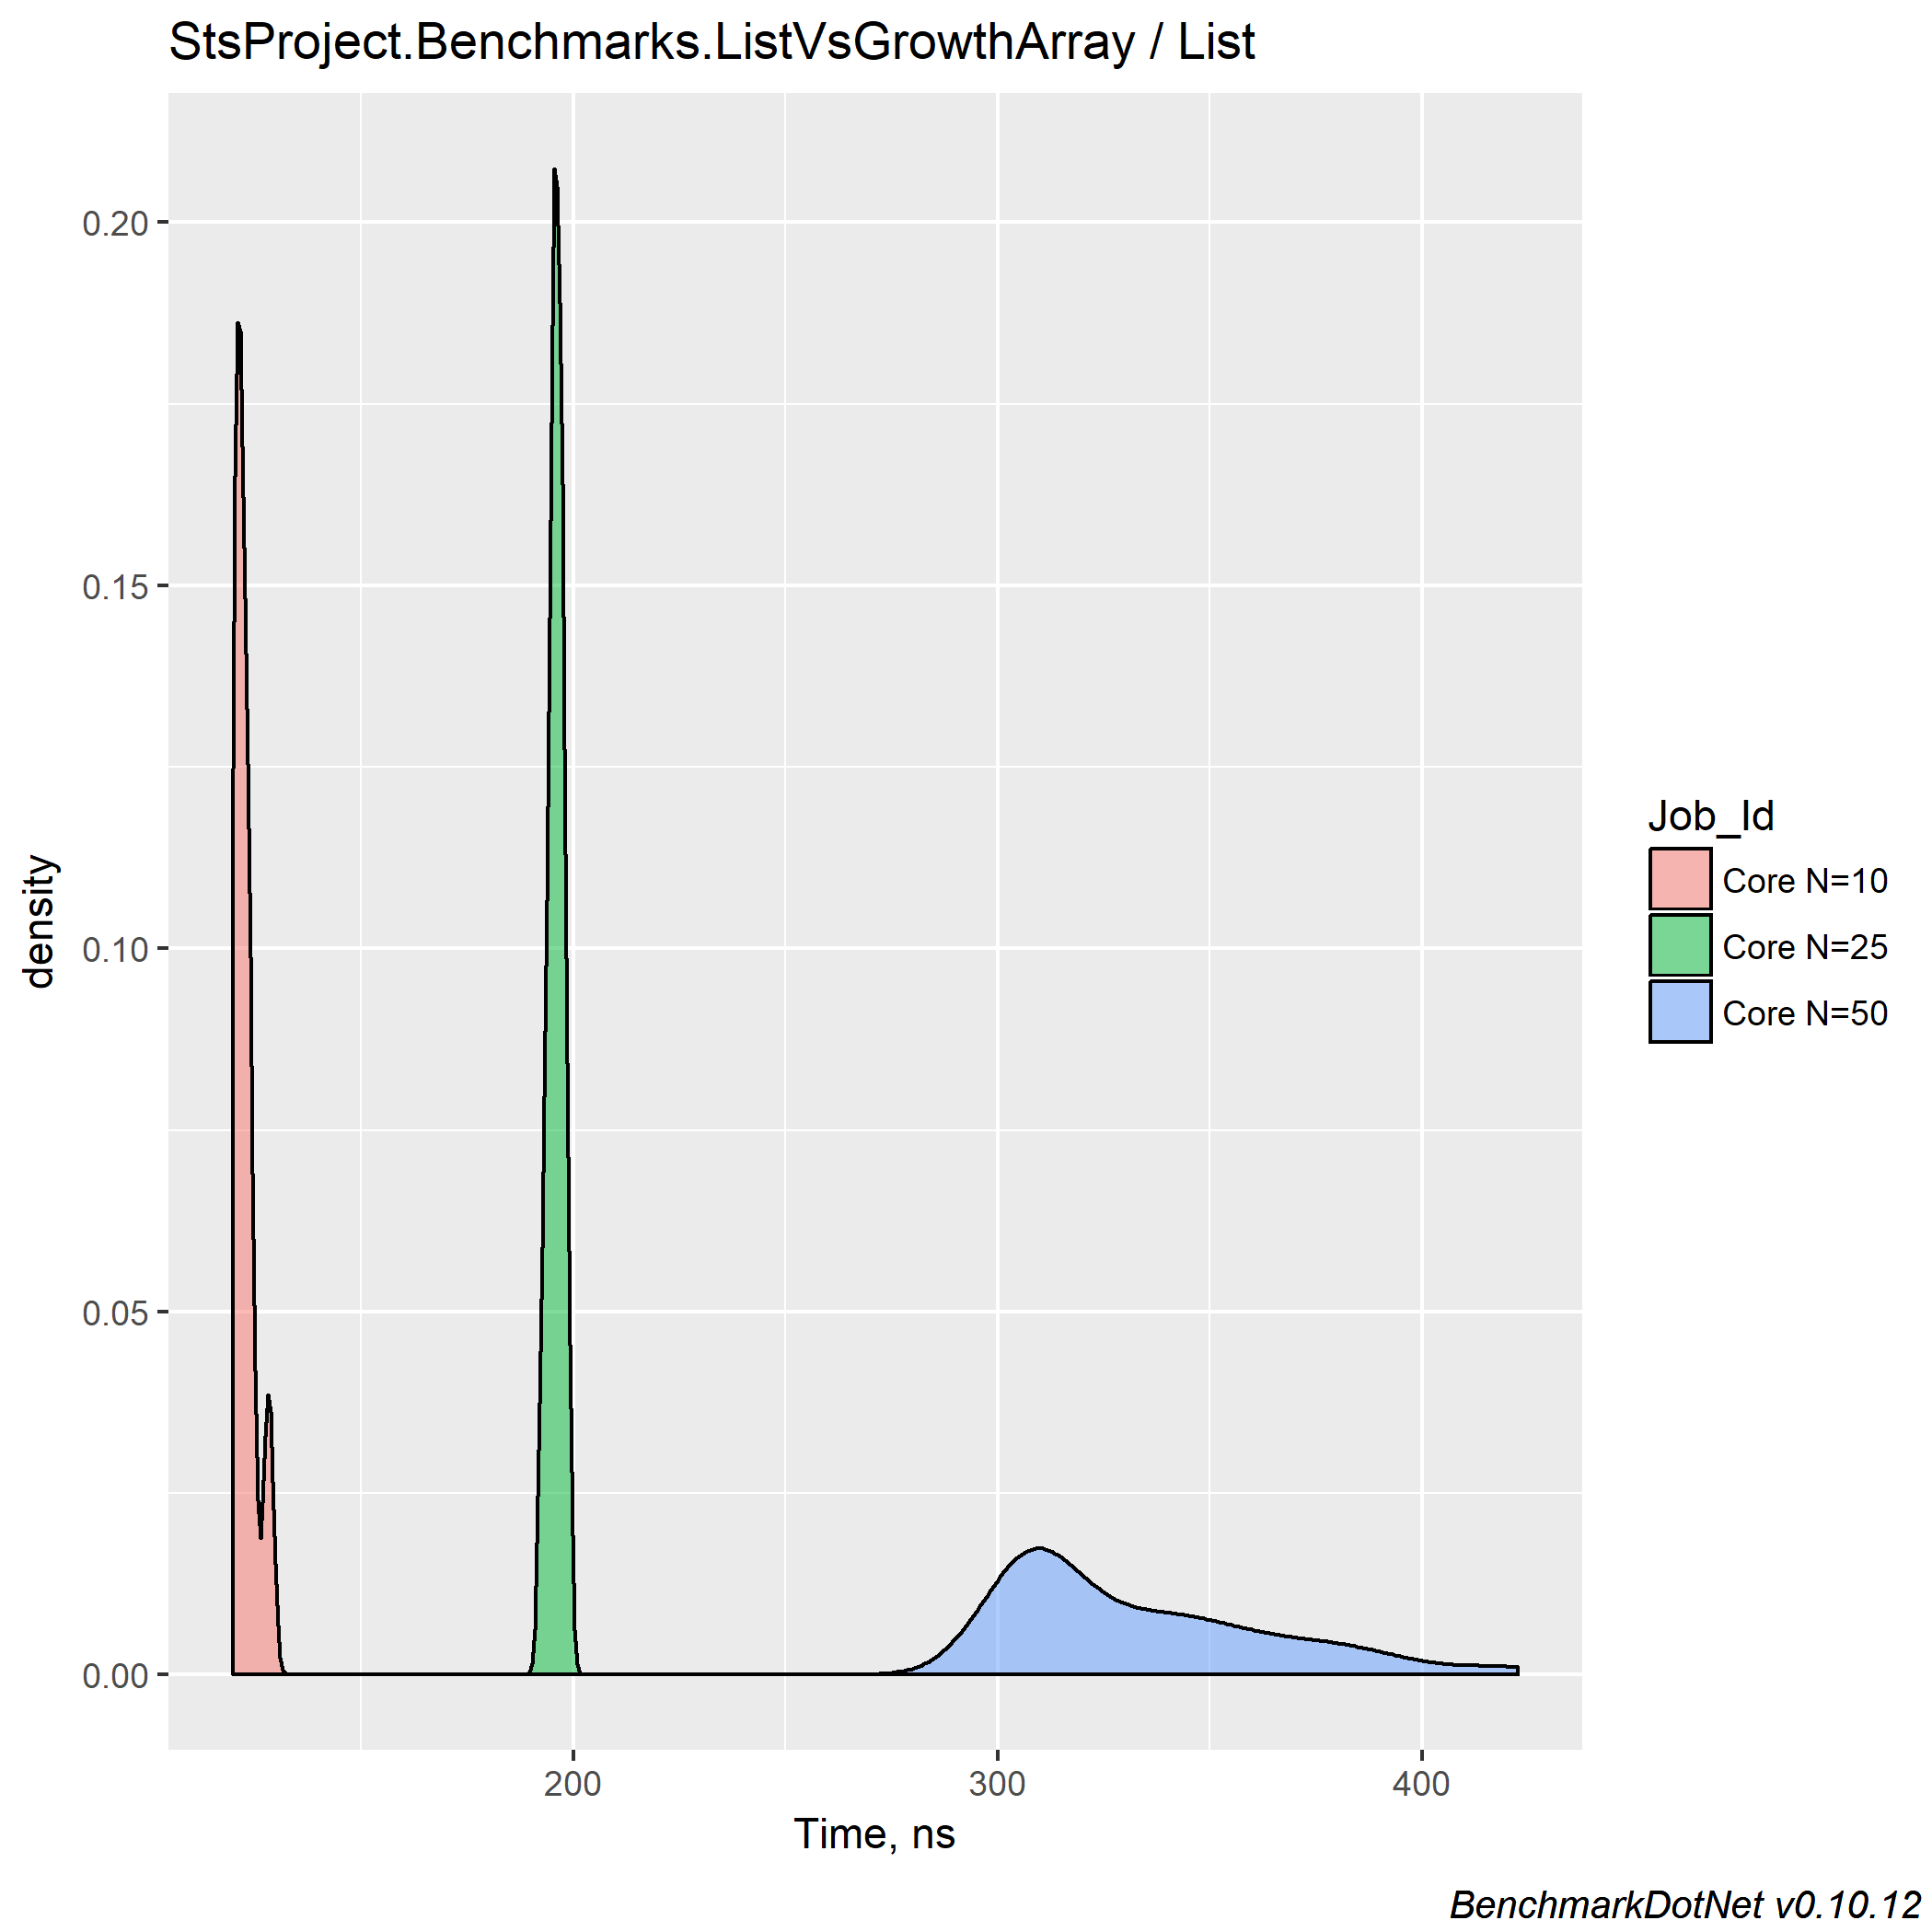 StsProject.Benchmarks.ListVsGrowthArray / List
density
0.20
0.15
0.10
0.05
0.00
200 300 400
Time, ns
Job_Id
Core N=10
Core N=25
Core N=50
BenchmarkDotNet v0.10.12